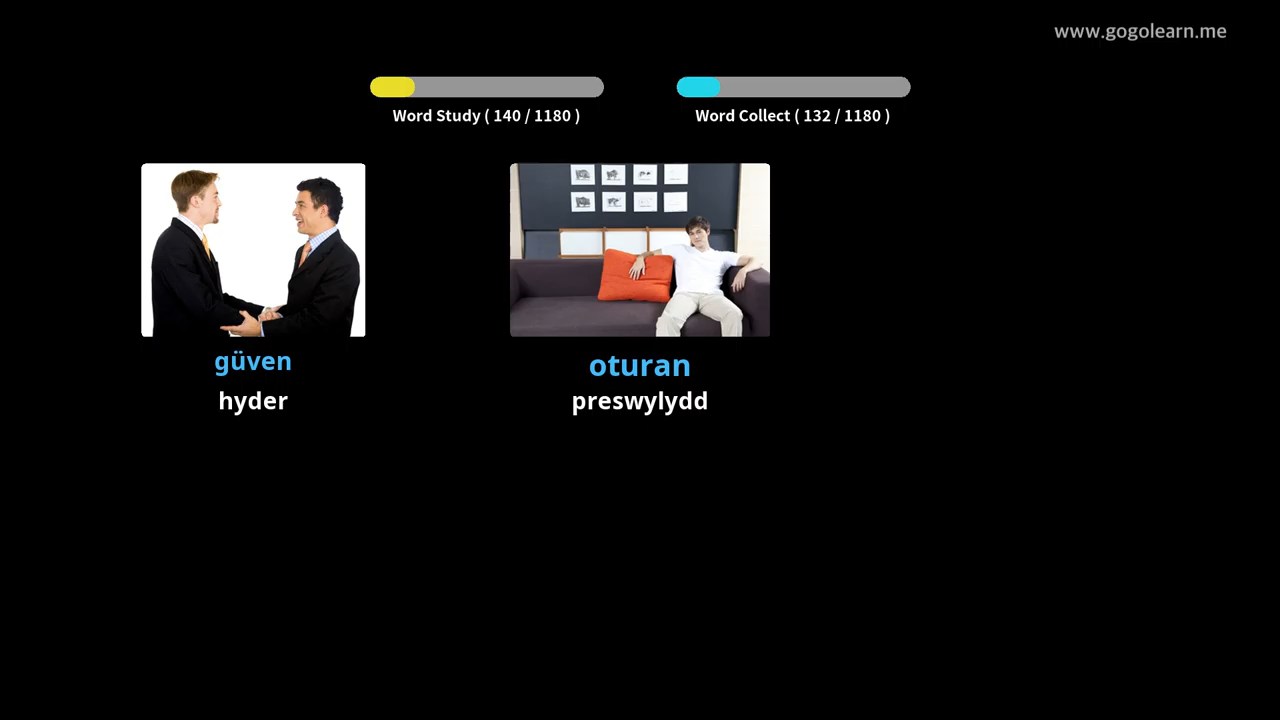 www.gogolearn.me
Word Study ( 140 / 1180 )
Word Collect ( 132 / 1180 )
güven
hyder
oturan
preswylydd